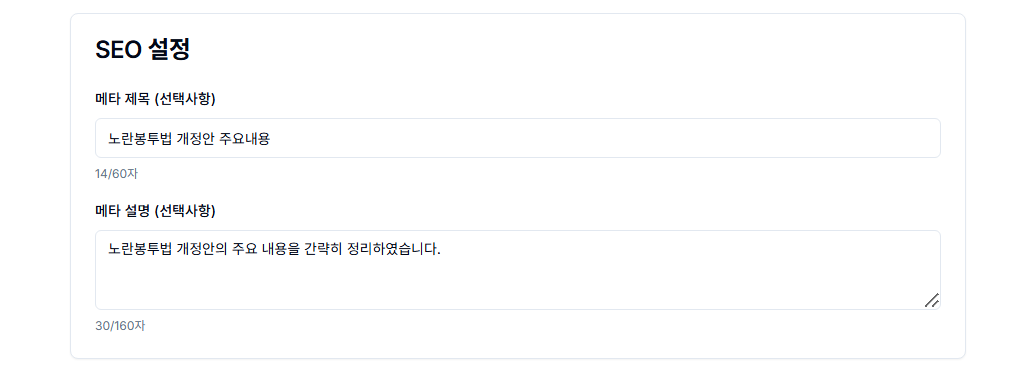 SEO 설정
메타 제목 (선택사항)
노란봉투법 개정안 주요내용
14/60자
메타 설명 (선택사항)
노란봉투법 개정안의 주요 내용을 간략히 정리하였습니다.
30/160자